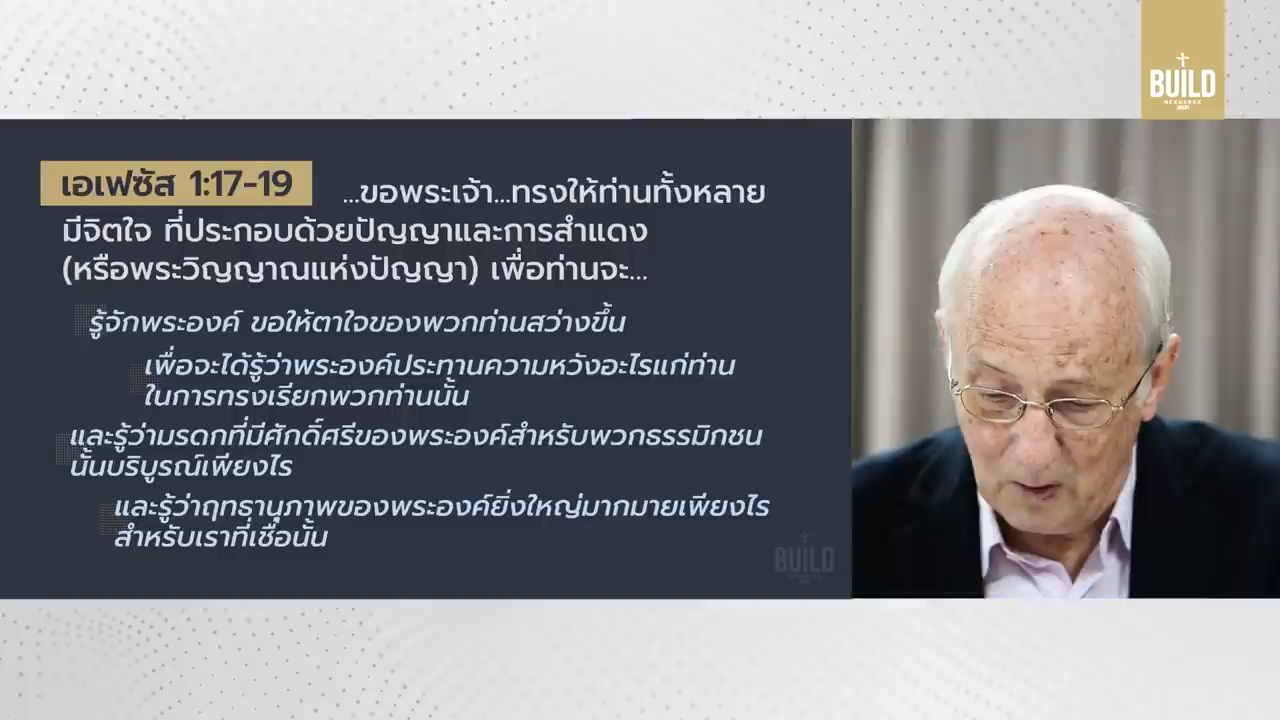 BUILD
NEXUSBKK
2021
เอเฟซัส 1:17-19 ...ขอพระเจ้า...ทรงให้ท่านทั้งหลาย
มีจิตใจ ที่ประกอบด้วยปัญญาและการสำแดง
(หรือพระวิญญาณแห่งปัญญา) เพื่อท่านจะ...
รู้จักพระองค์ ขอให้ตาใจของพวกท่านสว่างขึ้น
เพื่อจะได้รู้ว่าพระองค์ประทานความหวังอะไรแก่ท่าน
ในการทรงเรียกพวกท่านนั้น
และรู้ว่ามรดกที่มีศักดิ์ศรีของพระองค์สำหรับพวกธรรมิกชน
นั้นบริบูรณ์เพียงไร
และรู้ว่าฤทธานุภาพของพระองค์ยิ่งใหญ่มากมายเพียงไร
สำหรับเราที่เชื่อนั้น
BUILD